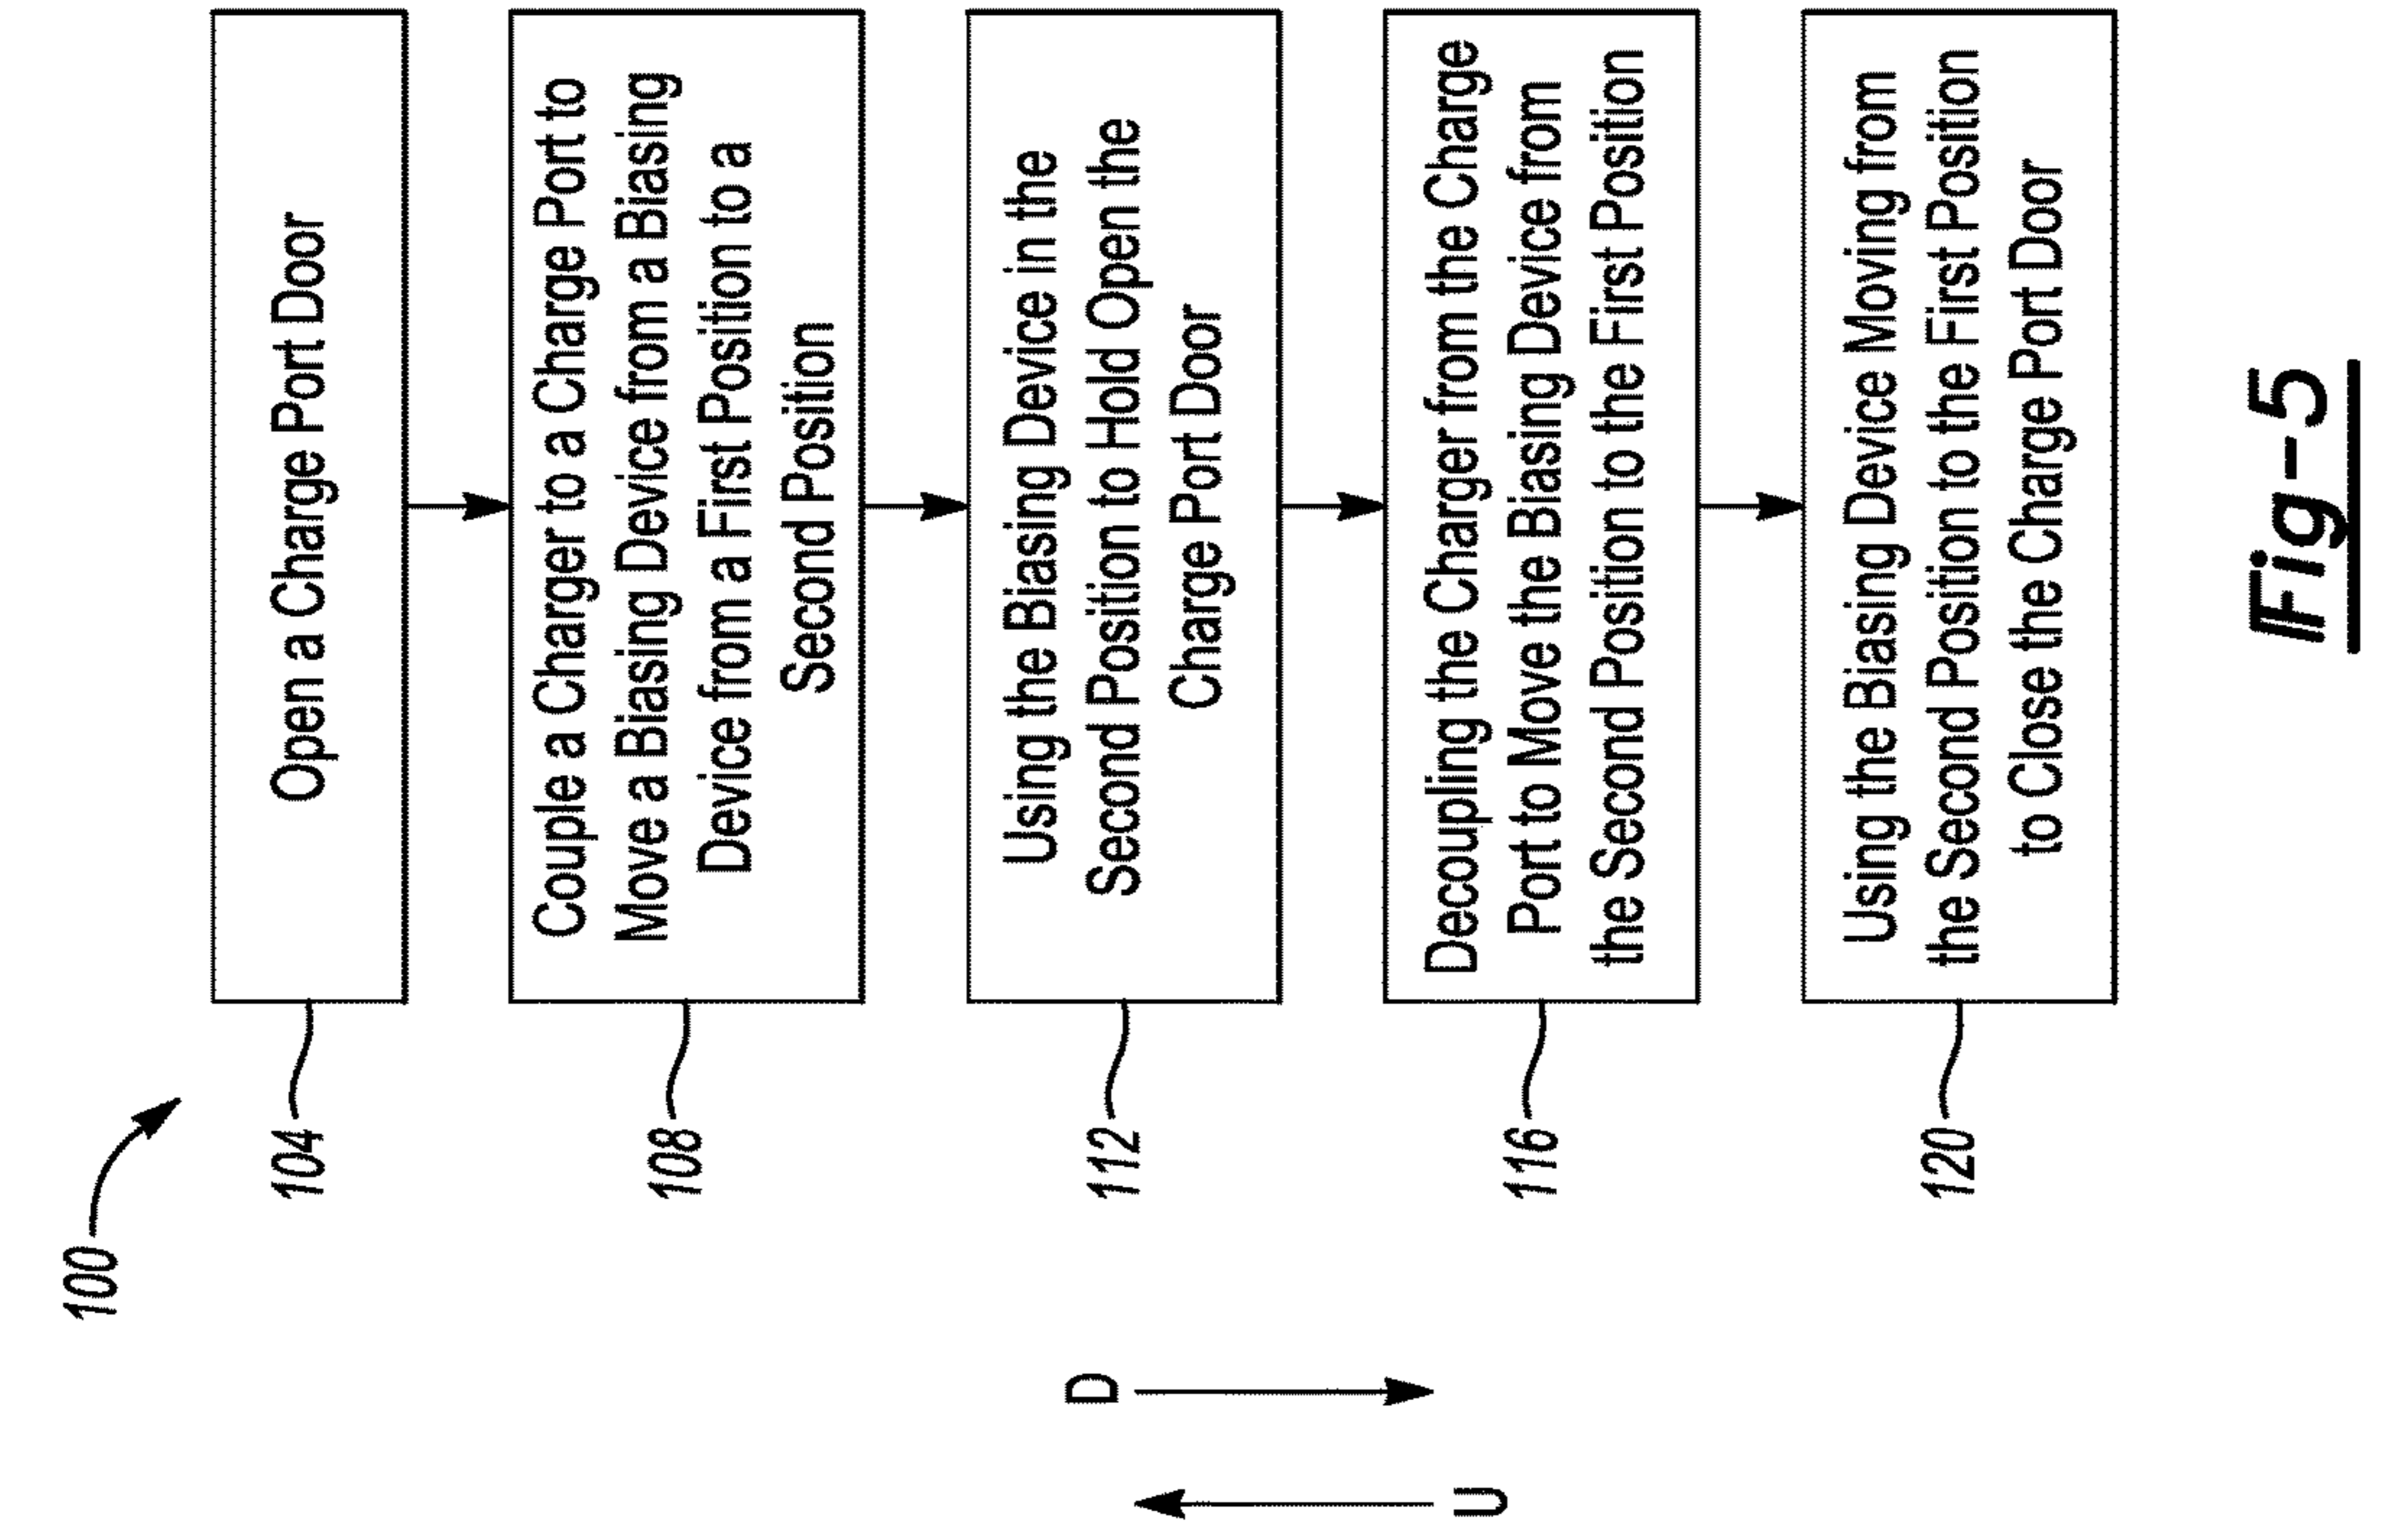 100
104
Open a Charge Port Door
108
Couple a Charger to a Charge Port to
Move a Biasing Device from a Biasing
Device from a First Position to a
Second Position
112
Using the Biasing Device in the
Second Position to Hold Open the
Charge Port Door
116
Decoupling the Charger from the Charge
Port to Move the Biasing Device from
the Second Position to the First Position
120
Using the Biasing Device Moving from
the Second Position to the First Position
to Close the Charge Port Door
U
D
Fig-5